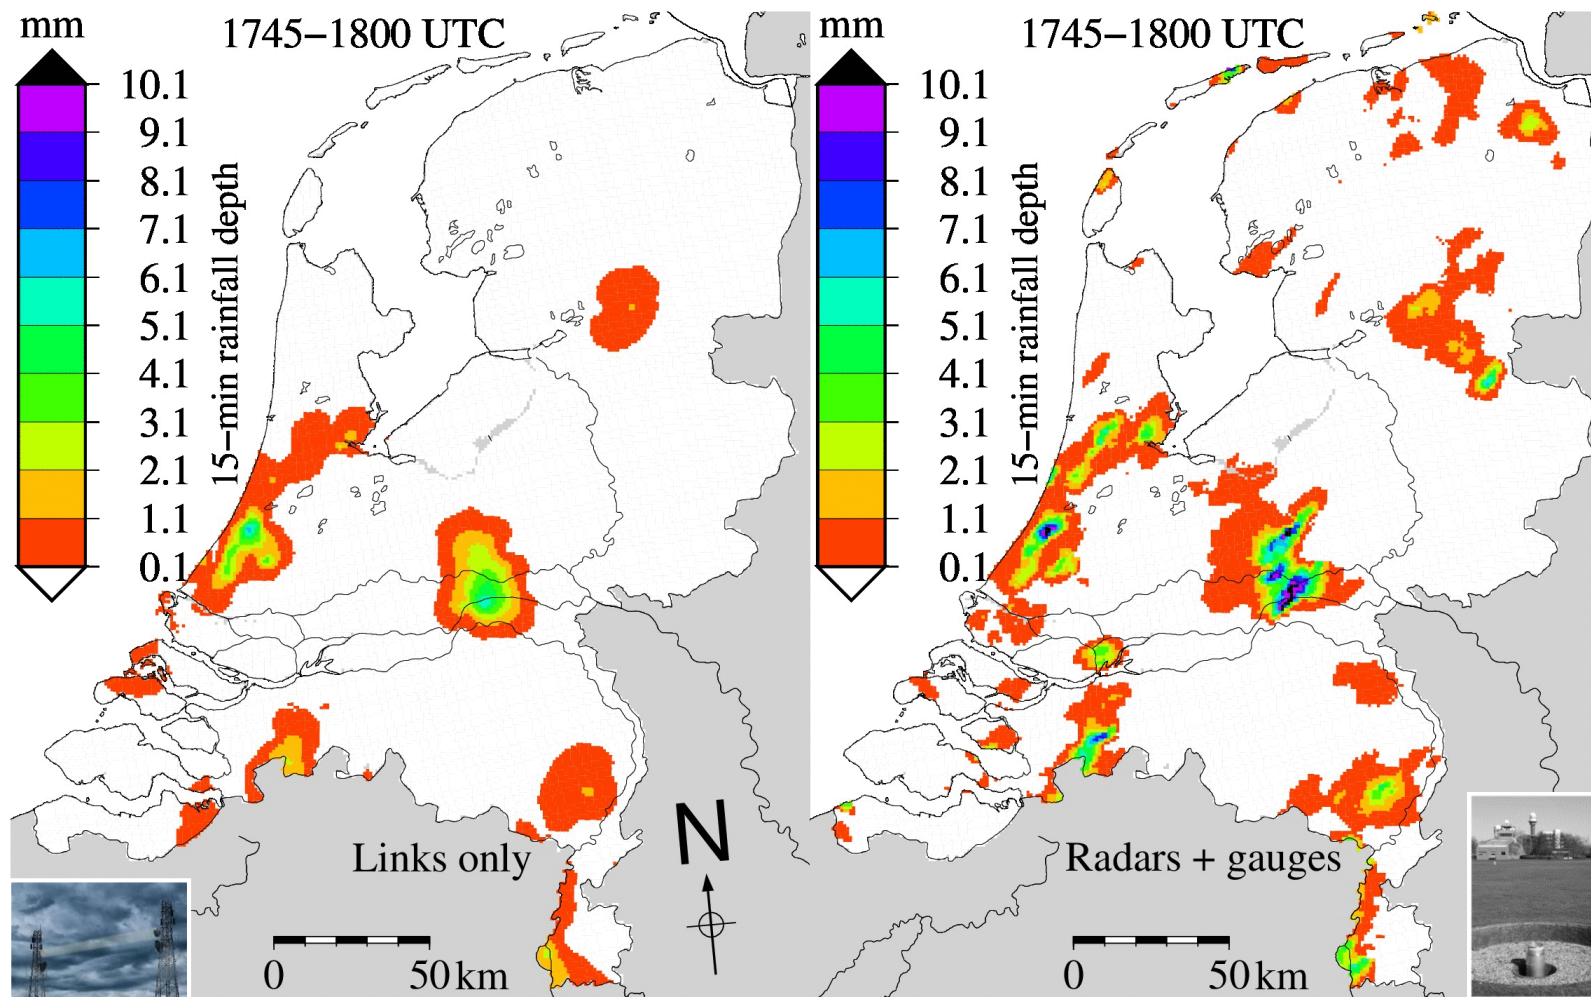 mm
1745–1800 UTC
10.1
9.1
8.1
7.1
6.1
5.1
4.1
3.1
2.1
1.1
0.1
15–min rainfall depth
Links only
N
0 50 km
mm
1745–1800 UTC
10.1
9.1
8.1
7.1
6.1
5.1
4.1
3.1
2.1
1.1
0.1
15–min rainfall depth
Radars + gauges
0 50 km